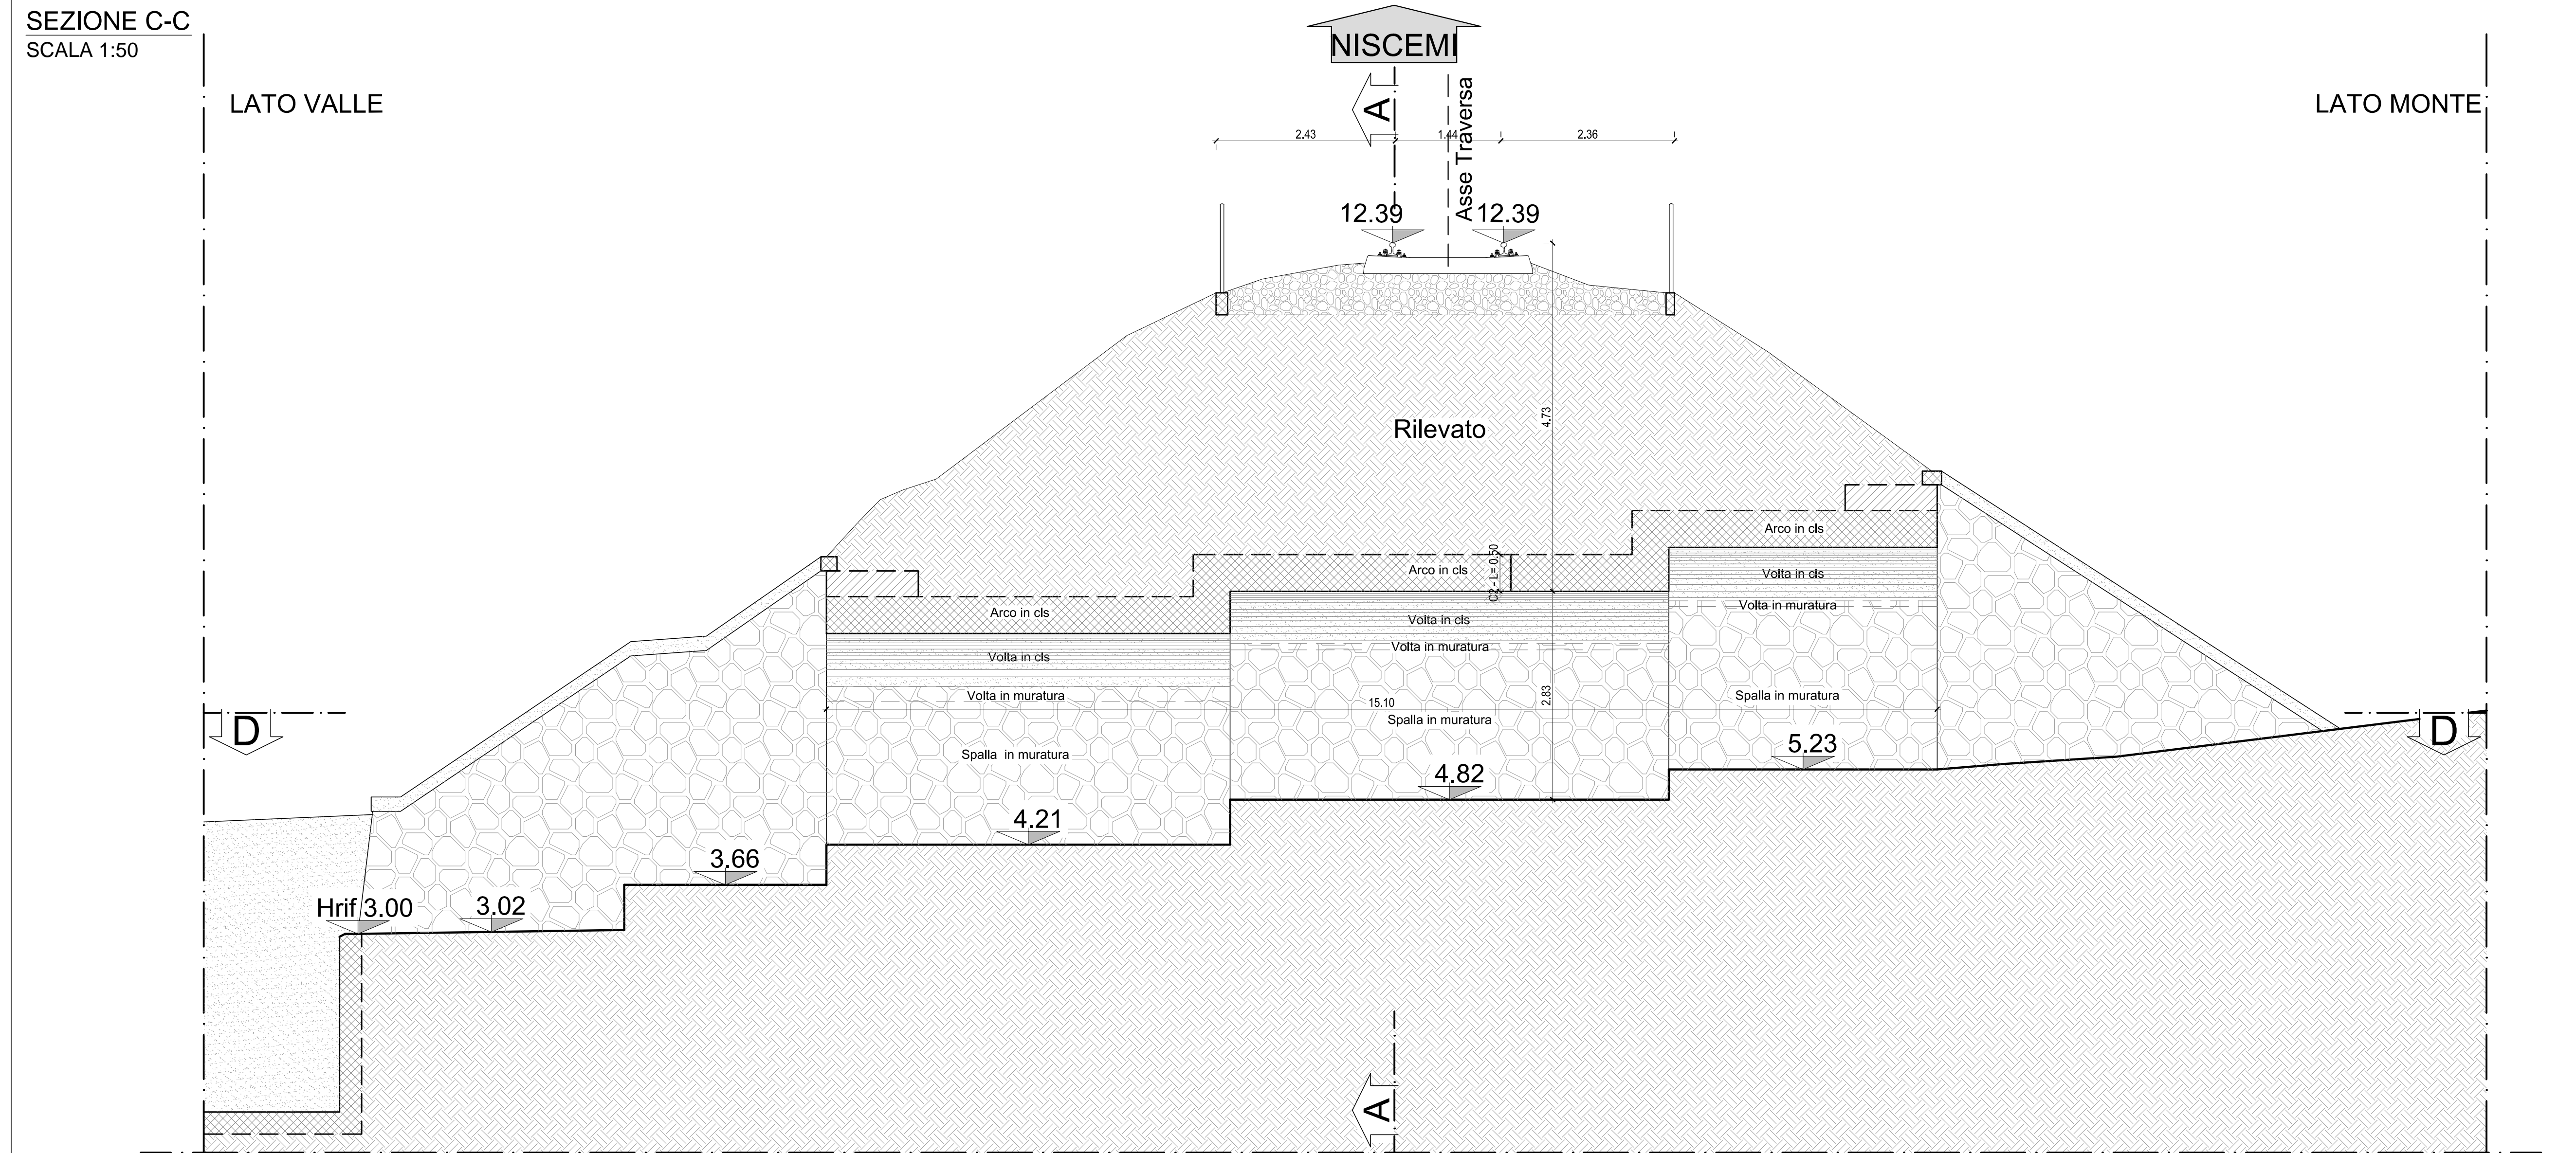 SEZIONE C-C
SCALA 1:50
NISCEMI
LATO VALLE
LATO MONTE
A
Asse Traversa
2.43
1.44
2.36
12.39
12.39
4.73
Rilevato
Arco in cls
Arco in cls
C2 - L= 0.50
Volta in cls
Arco in cls
Volta in muratura
Volta in cls
Volta in muratura
Volta in cls
Volta in muratura
Spalla in muratura
15.10
2.83
Spalla in muratura
D
D
Spalla in muratura
5.23
4.82
4.21
3.66
Hrif 3.00
3.02
A